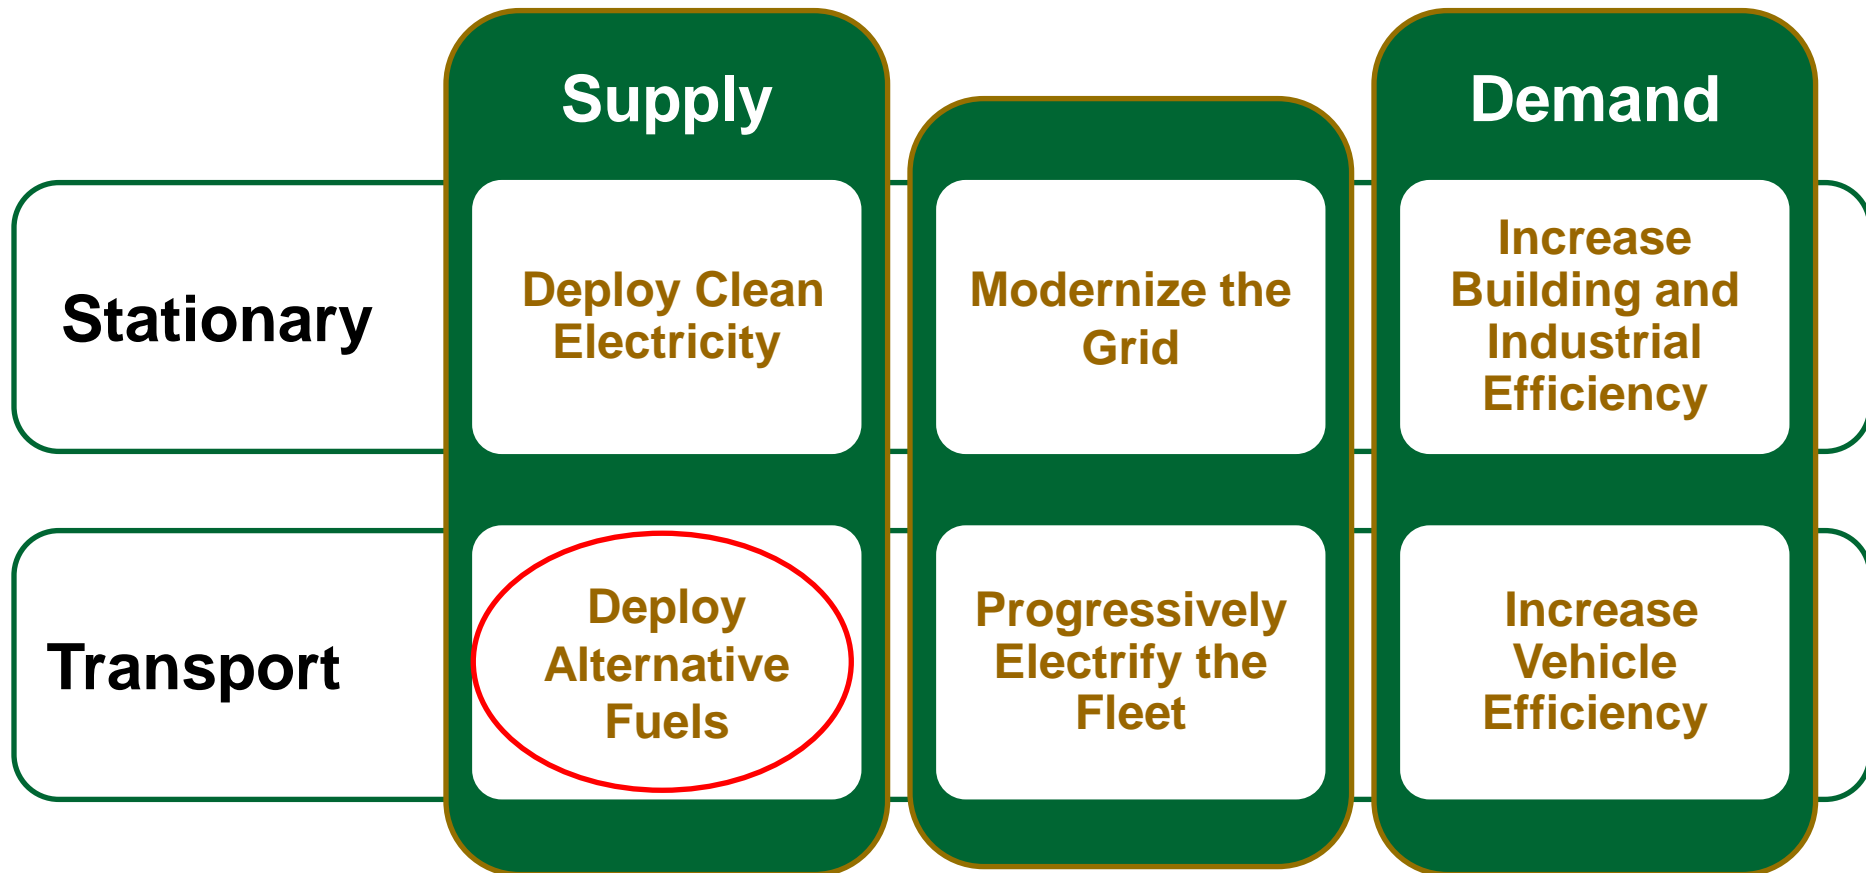 Supply
Demand
Stationary
Deploy Clean
Electricity
Modernize the
Grid
Increase
Building and
Industrial
Efficiency
Transport
Deploy
Alternative
Fuels
Progressively
Electrify the
Fleet
Increase
Vehicle
Efficiency